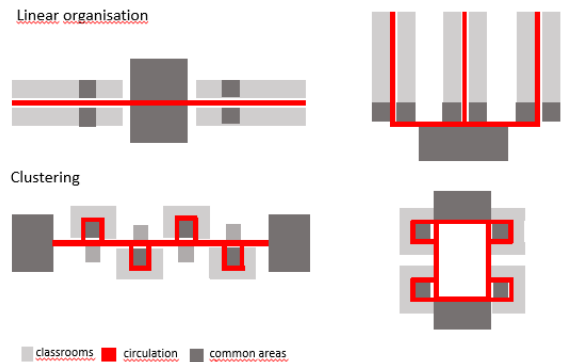 Linear organisation
Clustering
classrooms circulation common areas